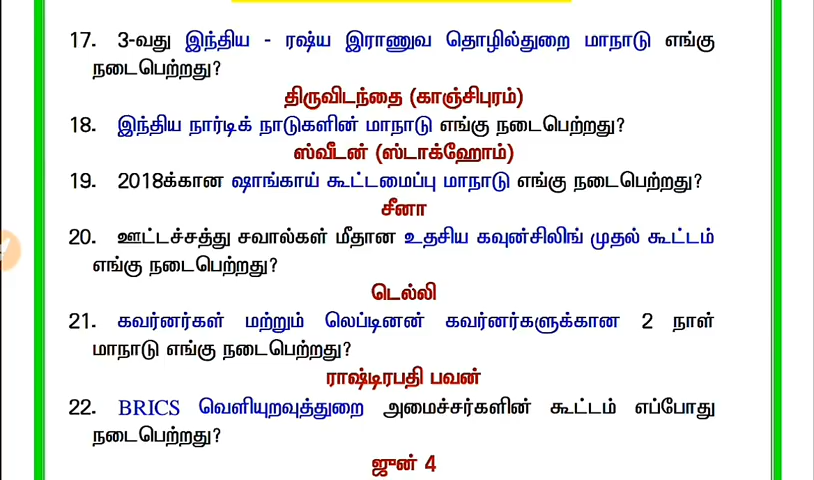 17. 3-வது இந்திய - ரஷ்ய இராணுவ தொழில்துறை மாநாடு எங்கு
நடைபெற்றது?
திருவிடந்தை (காஞ்சிபுரம்)
18. இந்திய நார்டிக் நாடுகளின் மாநாடு எங்கு நடைபெற்றது?
ஸ்வீடன் (ஸ்டாக்ஹோம்)
19. 2018க்கான ஷாங்காய் கூட்டமைப்பு மாநாடு எங்கு நடைபெற்றது?
சீனா
20. ஊட்டச்சத்து சவால்கள் மீதான உதசிய கவுன்சிலிங் முதல் கூட்டம்
எங்கு நடைபெற்றது?
டெல்லி
21. கவர்னர்கள் மற்றும் லெப்டினன் கவர்னர்களுக்கான 2 நாள்
மாநாடு எங்கு நடைபெற்றது?
ராஷ்டிரபதி பவன்
22. BRICS வெளியுறவுத்துறை அமைச்சர்களின் கூட்டம் எப்போது
நடைபெற்றது?
ஜுன் 4